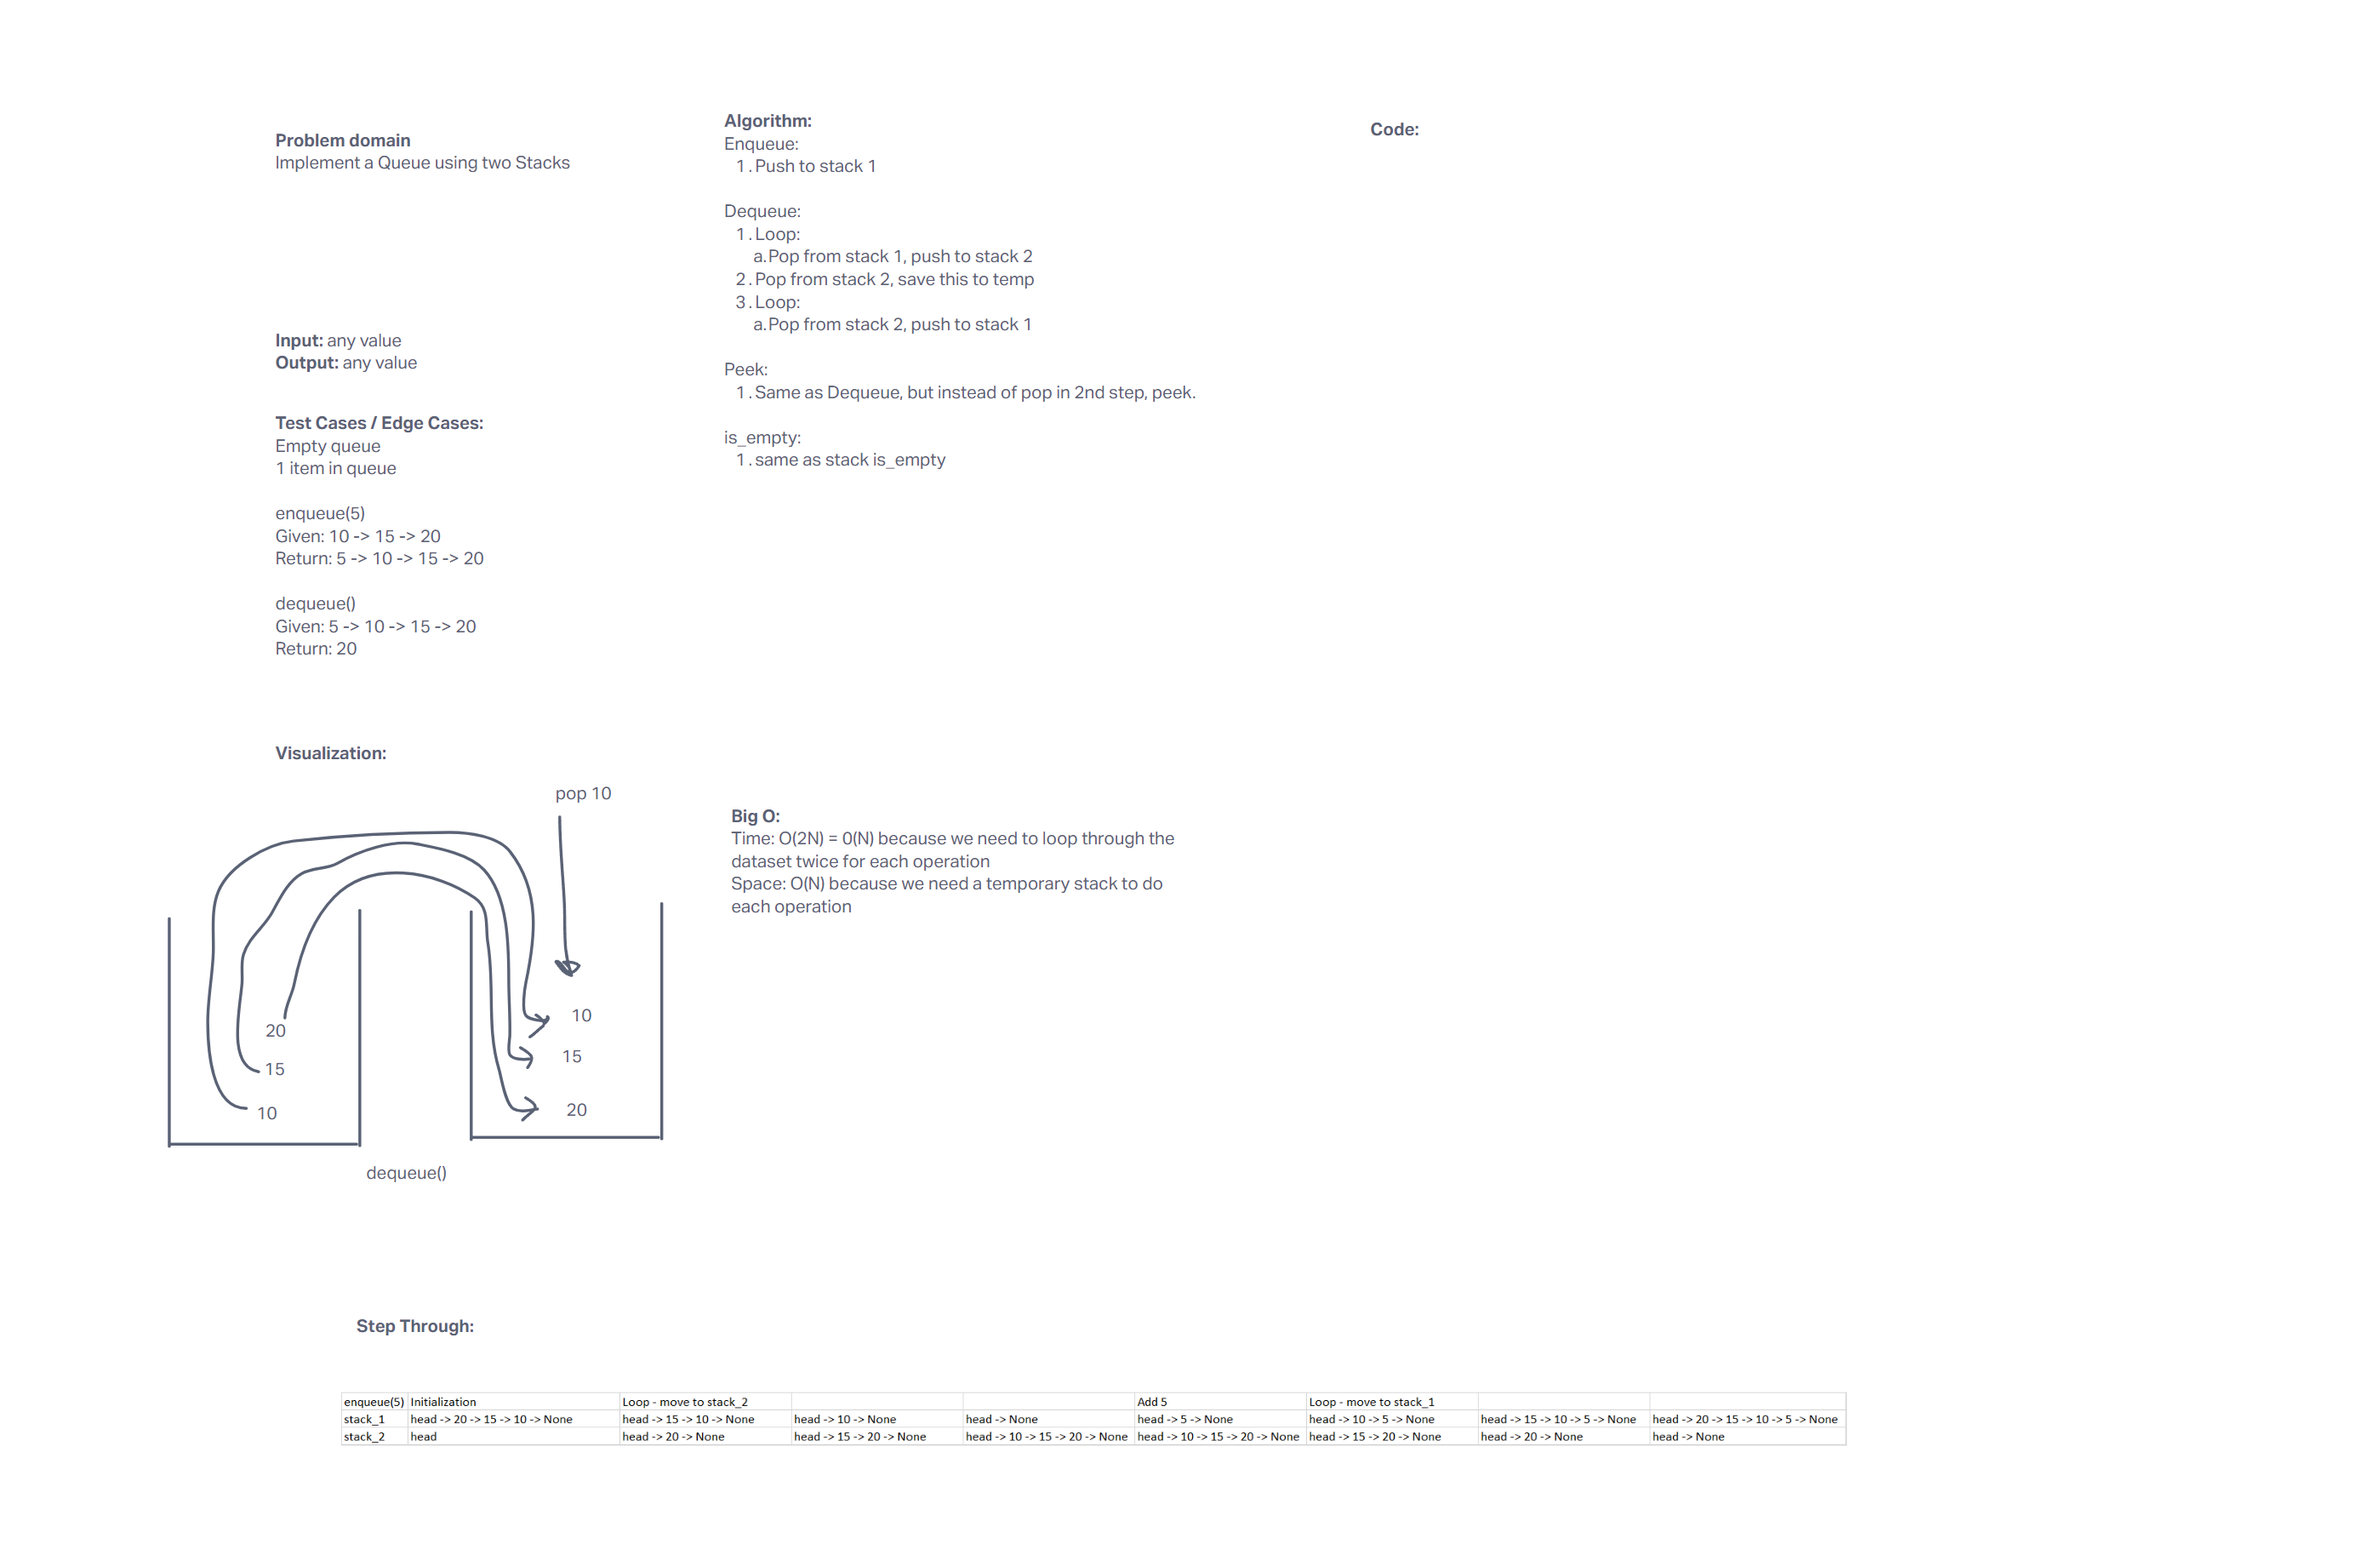 Problem domain
Implement a Queue using two Stacks
Input: any value
Output: any value
Test Cases / Edge Cases:
Empty queue
1 item in queue
enqueue(5)
Given: 10 -> 15 -> 20
Return: 5 -> 10 -> 15 -> 20
dequeue()
Given: 5 -> 10 -> 15 -> 20
Return: 20
Algorithm:
Enqueue:
1. Push to stack 1
Dequeue:
1. Loop:
a. Pop from stack 1, push to stack 2
2. Pop from stack 2, save this to temp
3. Loop:
a. Pop from stack 2, push to stack 1
Peek:
1. Same as Dequeue, but instead of pop in 2nd step, peek.
is_empty:
1. same as stack is_empty
Code:
Visualization:
pop 10
20
15
10
10
15
20
dequeue()
Big O:
Time: O(2N) = 0(N) because we need to loop through the
dataset twice for each operation
Space: O(N) because we need a temporary stack to do
each operation
Step Through:
enqueue(5) Initialization Loop - move to stack_2 Add 5 Loop - move to stack_1
stack_1 head -> 20 -> 15 -> 10 -> None head -> 15 -> 10 -> None head -> 10 -> None head -> None head -> 5 -> None head -> 10 -> 5 -> None head -> 15 -> 10 -> 5 -> None head -> 20 -> 15 -> 10 -> 5 -> None
stack_2 head head -> 20 -> None head -> 15 -> 20 -> None head -> 10 -> 15 -> 20 -> None head -> 10 -> 15 -> 20 -> None head -> 15 -> 20 -> None head -> 20 -> None head -> None